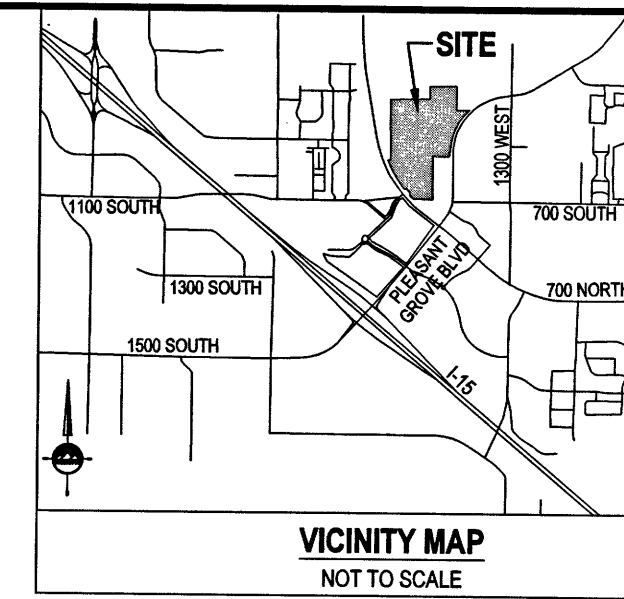 SITE
1300 WEST
1100 SOUTH
700 SOUTH
PLEASANT
GROVE BLVD
1300 SOUTH
700 NORTH
1500 SOUTH
I-15
VICINITY MAP
NOT TO SCALE